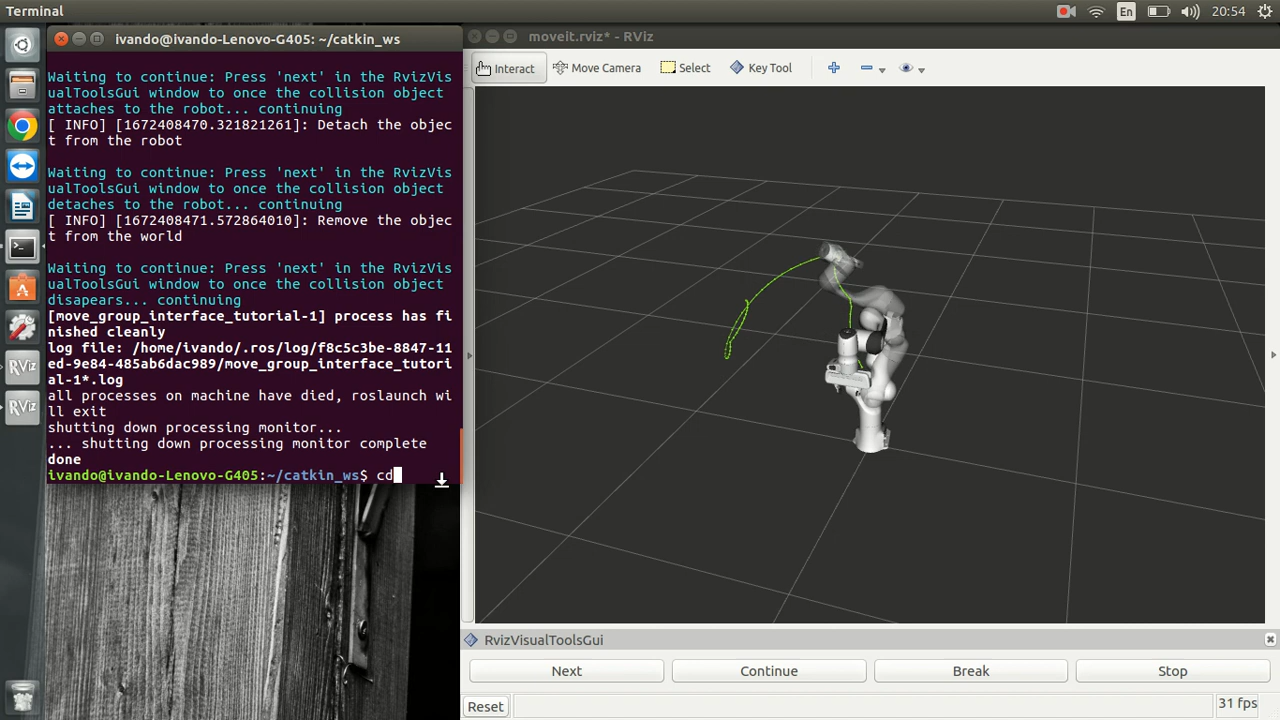 Terminal
En
20:54
ivando@ivando-Lenovo-G405: ~/catkin_ws
Waiting to continue: Press 'next' in the RvizVis
ualToolsGui window to once the collision object
attaches to the robot... continuing
[ INFO] [1672408470.321821261]: Detach the objec
t from the robot
Waiting to continue: Press 'next' in the RvizVis
ualToolsGui window to once the collision object
detaches to the robot... continuing
[ INFO] [1672408471.572864010]: Remove the objec
t from the world
Waiting to continue: Press 'next' in the RvizVis
ualToolsGui window to once the collision object
disapears... continuing
[move_group_interface_tutorial-1] process has fi
nished cleanly
log file: /home/ivando/.ros/log/f8c5c3be-8847-11
ed-9e84-485ab6dac989/move_group_interface_tutori
al-1*.log
all processes on machine have died, roslaunch wi
ll exit
shutting down processing monitor...
... shutting down processing monitor complete
done
ivando@ivando-Lenovo-G405:~/catkin_ws$ cd
moveit.rviz* - RViz
Interact
Move Camera
Select
Key Tool
RvizVisualToolsGui
Next
Continue
Break
Stop
Reset
31 fps
RViz
RViz